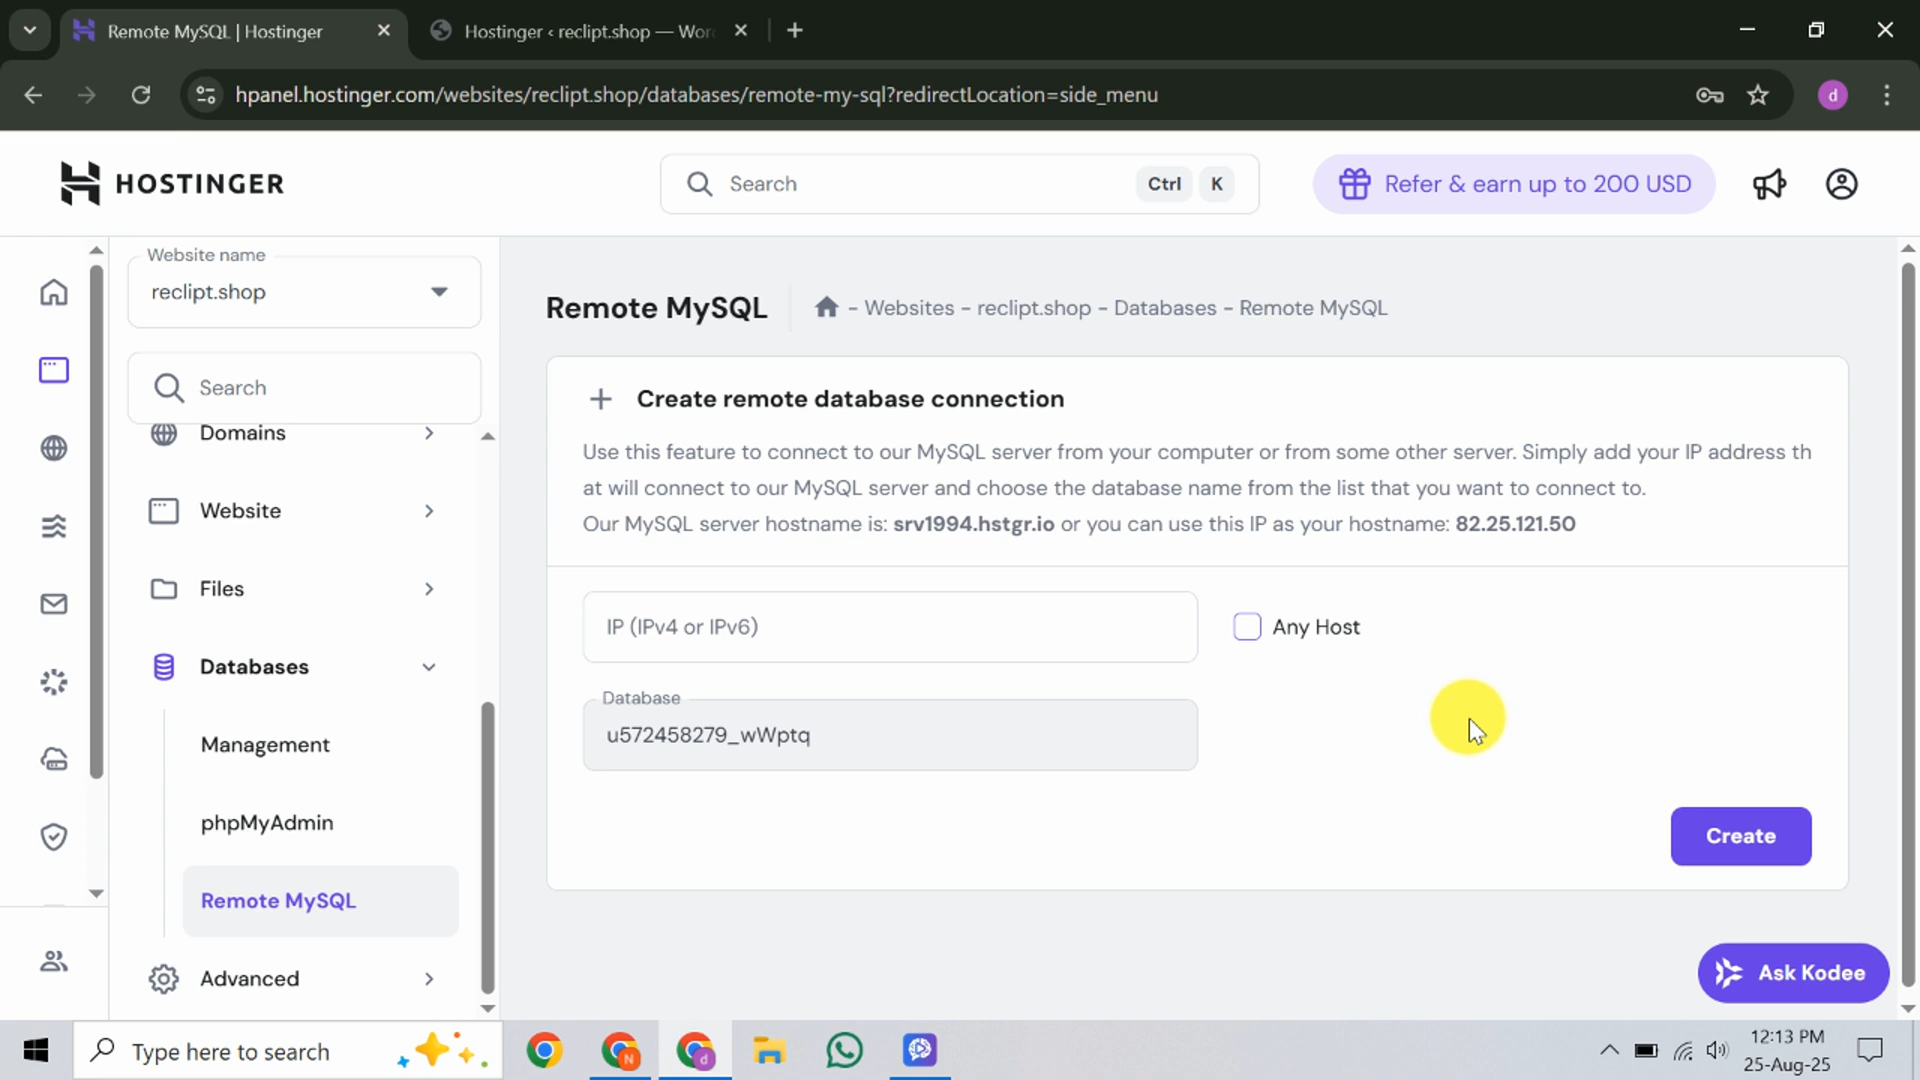 Remote MySQL | Hostinger
Hostinger ‹ reclipt.shop — Wor
hpanel.hostinger.com/websites/reclipt.shop/databases/remote-my-sql?redirectLocation=side_menu
d
HOSTINGER
Search
Ctrl
K
Refer & earn up to 200 USD
Website name
reclipt.shop
Search
Domains
Website
Files
Databases
Management
phpMyAdmin
Remote MySQL
Advanced
Remote MySQL
- Websites - reclipt.shop - Databases - Remote MySQL
Create remote database connection
Use this feature to connect to our MySQL server from your computer or from some other server. Simply add your IP address th
at will connect to our MySQL server and choose the database name from the list that you want to connect to.
Our MySQL server hostname is: srv1994.hstgr.io or you can use this IP as your hostname: 82.25.121.50
IP (IPv4 or IPv6)
Any Host
Database
u572458279_wWptq
Create
Ask Kodee
Type here to search
N
d
12:13 PM
25-Aug-25